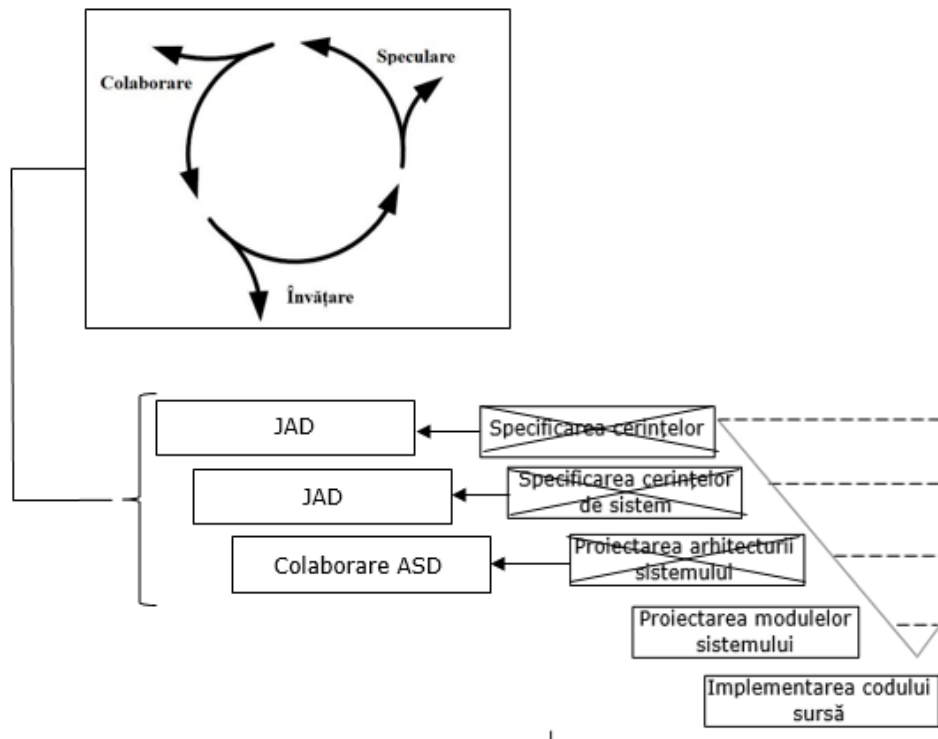 Speculare
Colaborare
Învățare
JAD
Specificarea cerințelor
JAD
Specificarea cerințelor
de sistem
Colaborare ASD
Proiectarea arhitecturii
sistemului
Proiectarea modulelor
sistemului
Implementarea codului
sursă